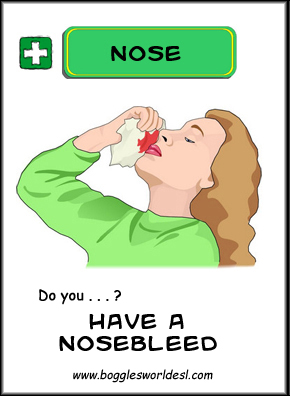 NOSE
Do you . . . ?
HAVE A
NOSEBLEED
www.bogglesworldesl.com